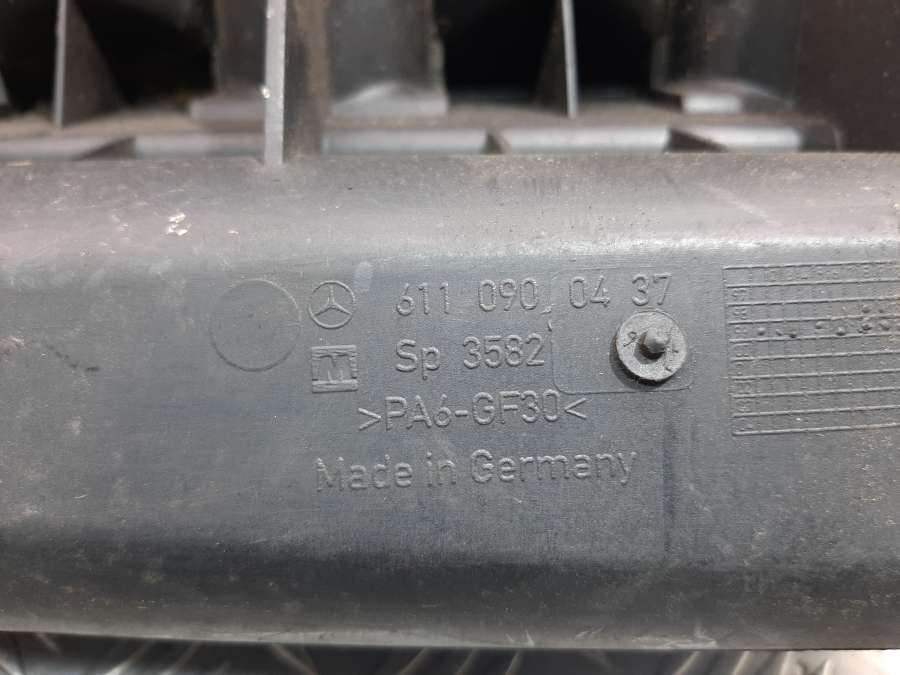 611 090 04 37
M Sp 3582
>PA6-GF30<
Made in Germany